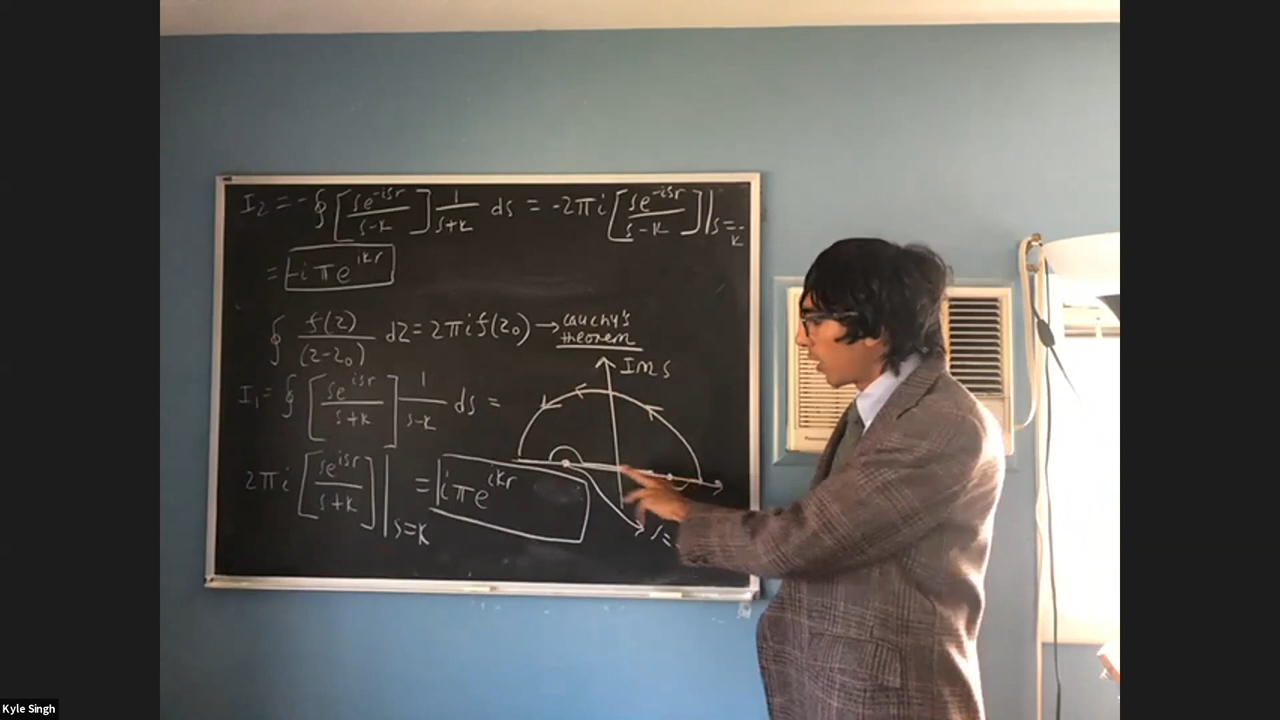 I₂ = -∮ [se^{-isr}/(s-k)] 1/(s+k) ds = -2πi [se^{-isr}/(s-k)]|_{s=-k}
= -iπe^{ikr}
∮ f(z)/(z-z₀) dz = 2πi f(z₀) → cauchy's
theorem
I₁ = ∮ [se^{isr}/(s+k)] 1/(s-k) ds =
2πi [se^{isr}/(s+k)]|_{s=k} = iπe^{ikr}
Im s
s=
Kyle Singh